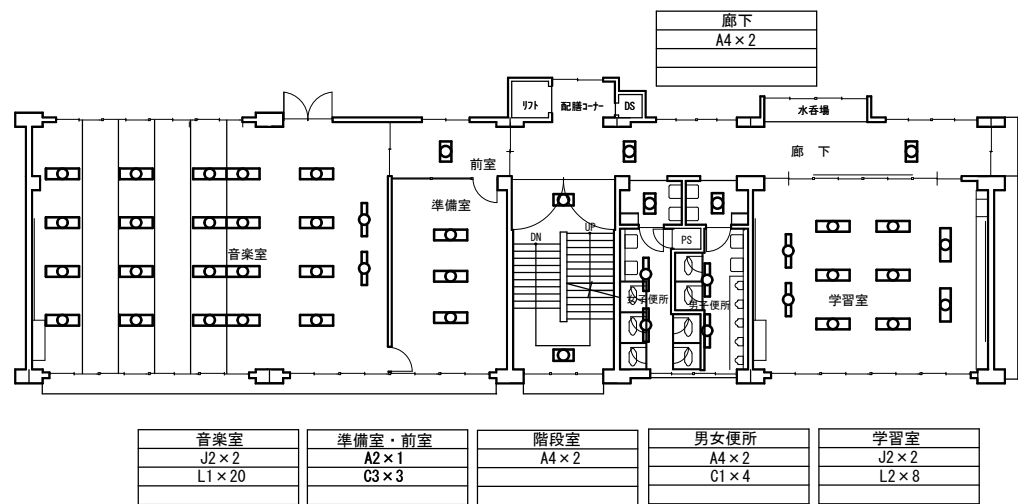 廊下
A4×2
リフト
配膳コーナー
DS
水呑場
前室
廊 下
準備室
音楽室
DN
UP
PS
女子便所
男子便所
学習室
音楽室
J2×2
L1×20
準備室・前室
A2×1
C3×3
階段室
A4×2
男女便所
A4×2
C1×4
学習室
J2×2
L2×8